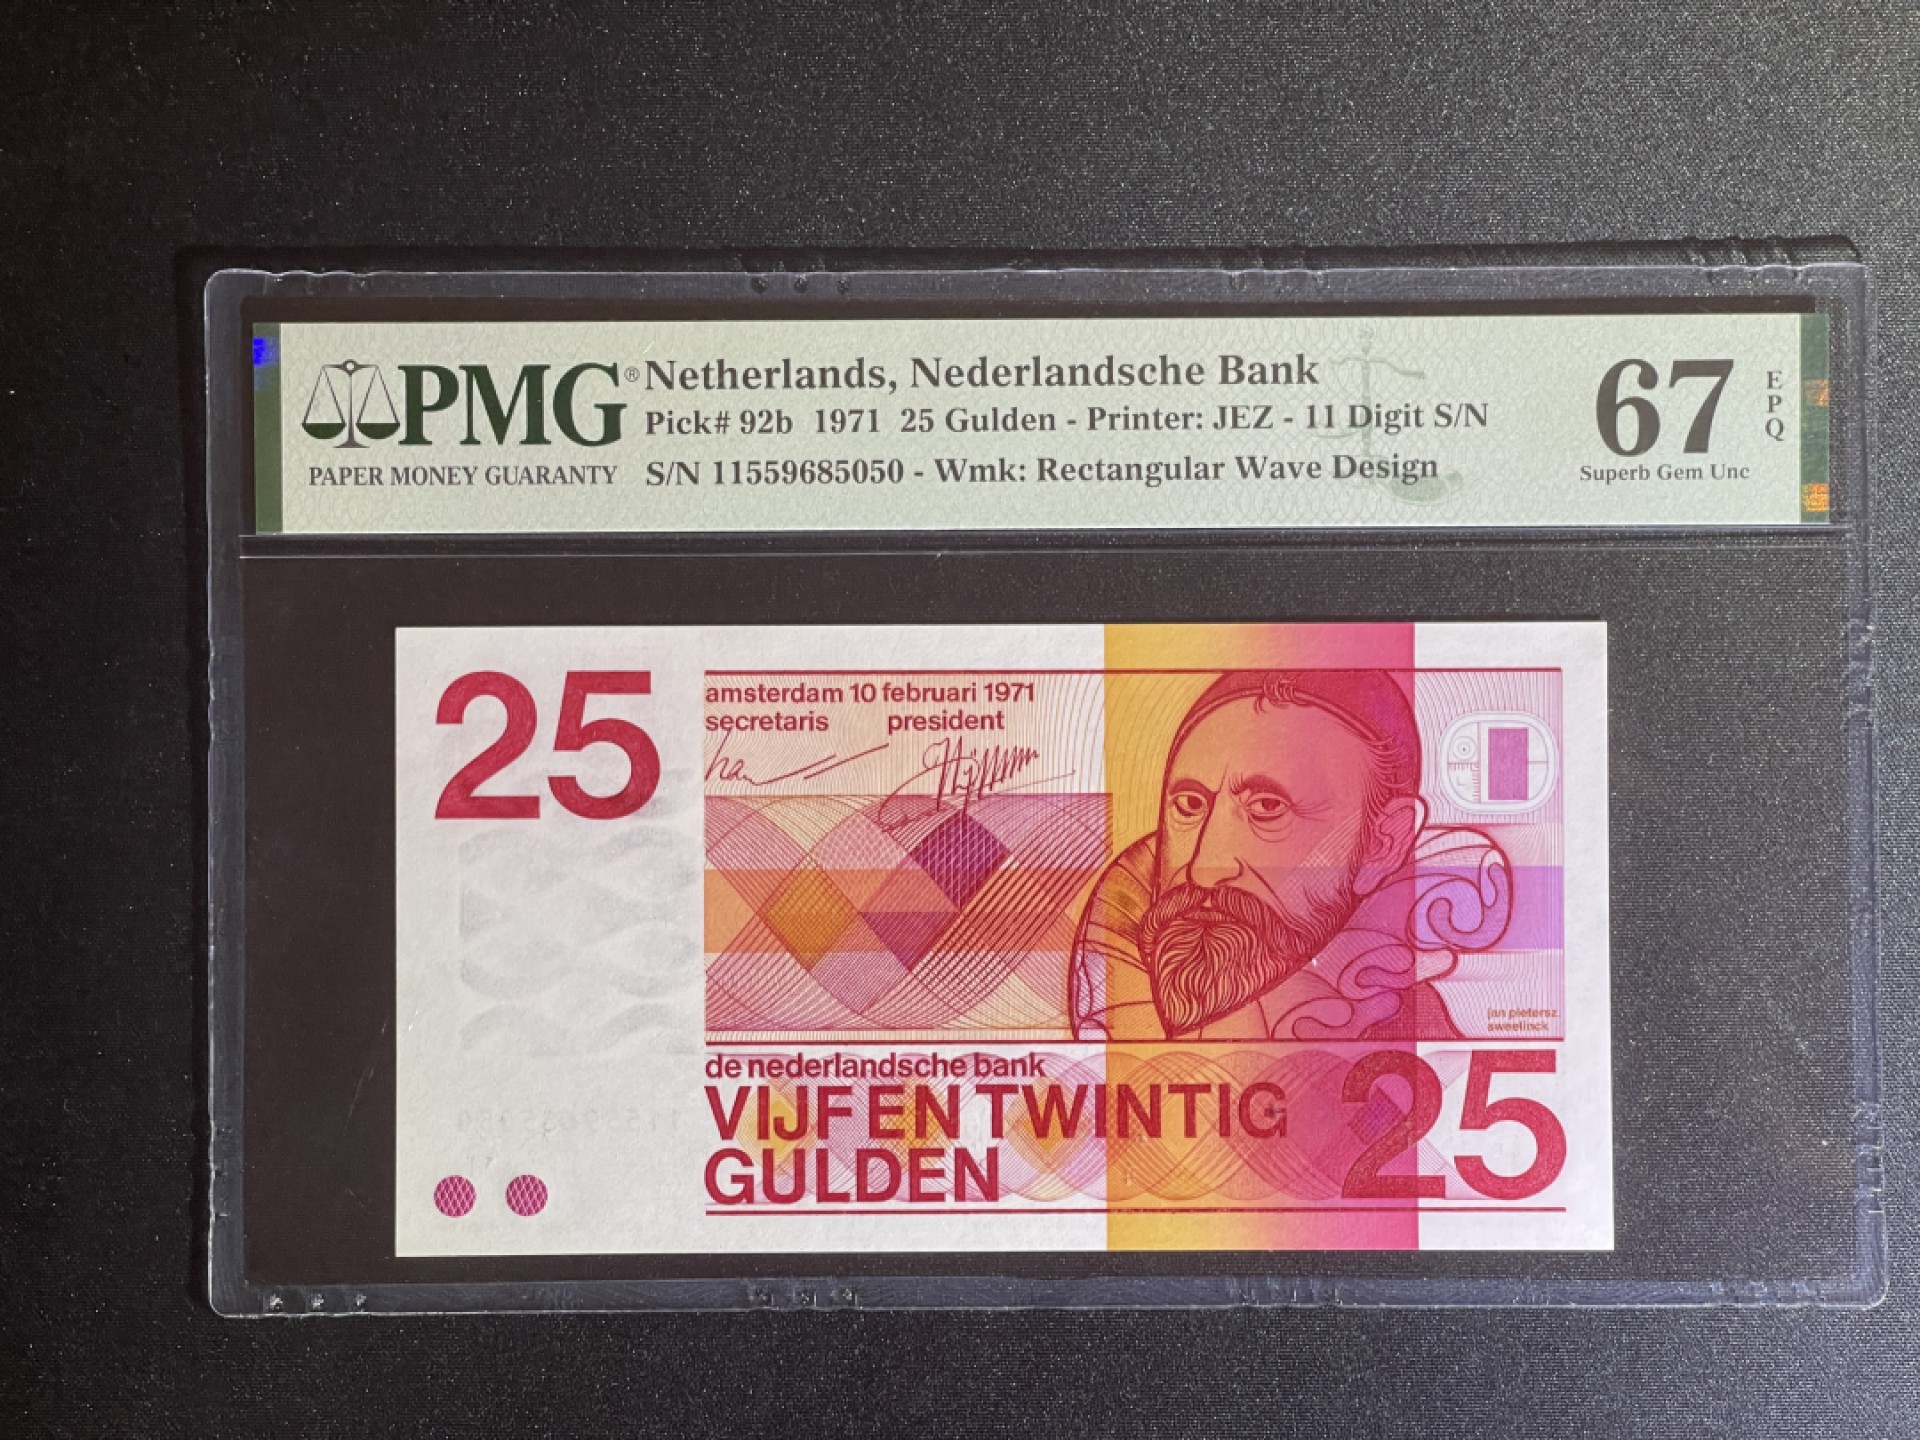 PMG®
PAPER MONEY GUARANTY
Netherlands, Nederlandsche Bank
Pick# 92b 1971 25 Gulden - Printer: JEZ - 11 Digit S/N
S/N 11559685050 - Wmk: Rectangular Wave Design
67
EPQ
Superb Gem Unc
25
amsterdam 10 februari 1971
secretaris president
jan pietersz.
sweelinck
de nederlandsche bank
VIJF EN TWINTIG
GULDEN
25